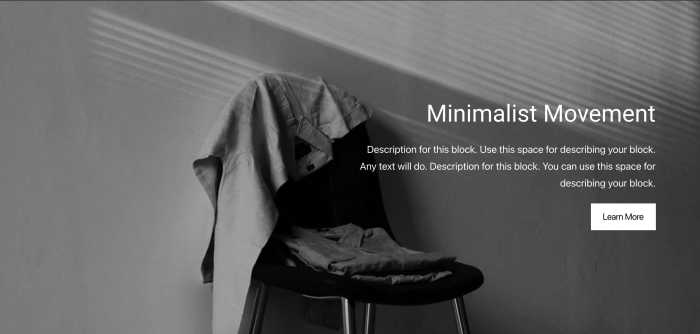 Minimalist Movement
Description for this block. Use this space for describing your block.
Any text will do. Description for this block. You can use this space for
describing your block.
Learn More